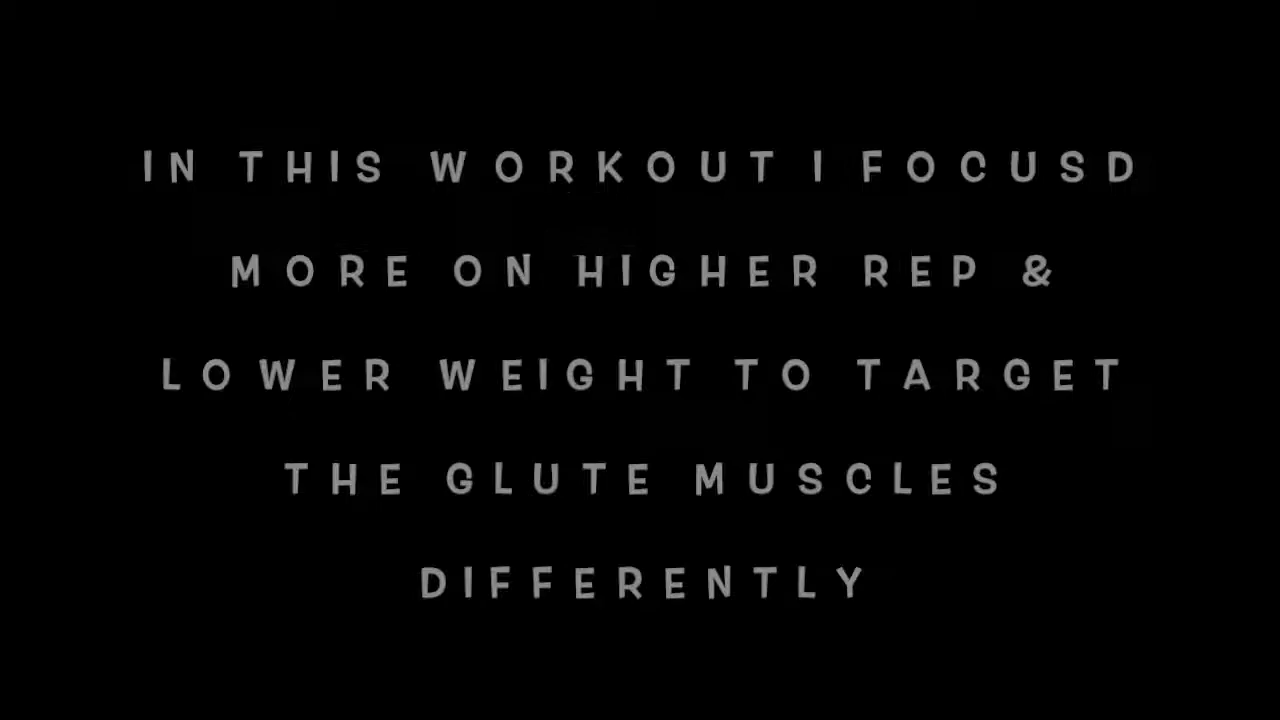 IN THIS WORKOUT I FOCUSD
MORE ON HIGHER REP &
LOWER WEIGHT TO TARGET
THE GLUTE MUSCLES
DIFFERENTLY